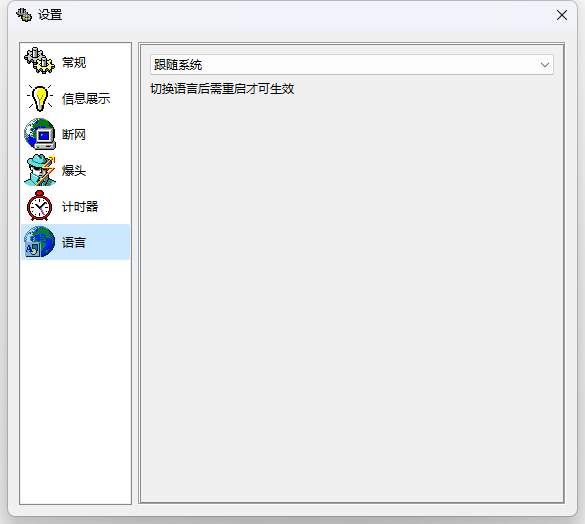 设置
常规
信息展示
断网
爆头
计时器
语言
跟随系统
切换语言后需重启才可生效